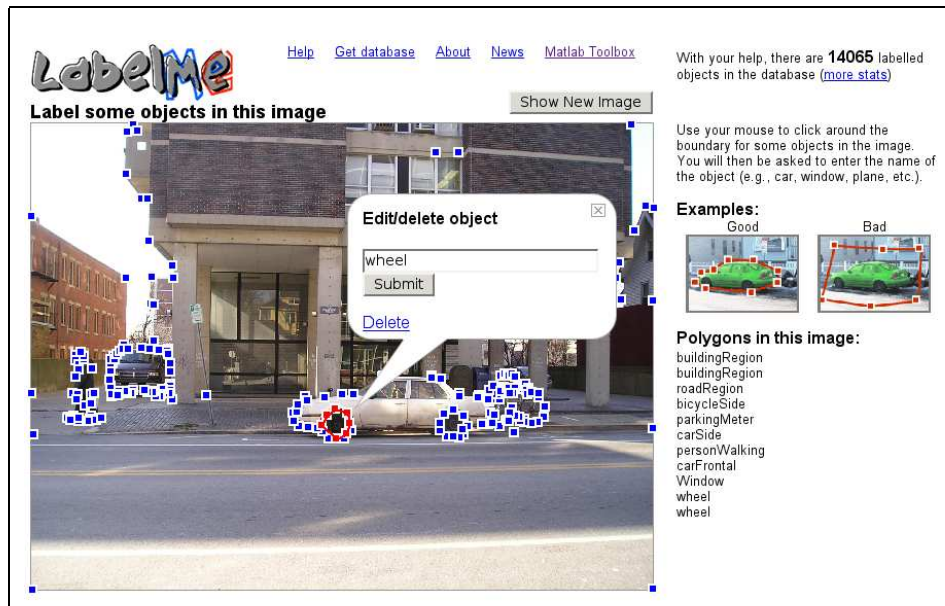 LabelMe
Help Get database About News Matlab Toolbox
With your help, there are 14065 labelled
objects in the database (more stats)
Label some objects in this image
Show New Image
Use your mouse to click around the
boundary for some objects in the image.
You will then be asked to enter the name of
the object (e.g., car, window, plane, etc.).
Edit/delete object
wheel
Submit
Delete
Examples:
Good Bad
Polygons in this image:
buildingRegion
buildingRegion
roadRegion
bicycleSide
parkingMeter
carSide
personWalking
carFrontal
Window
wheel
wheel